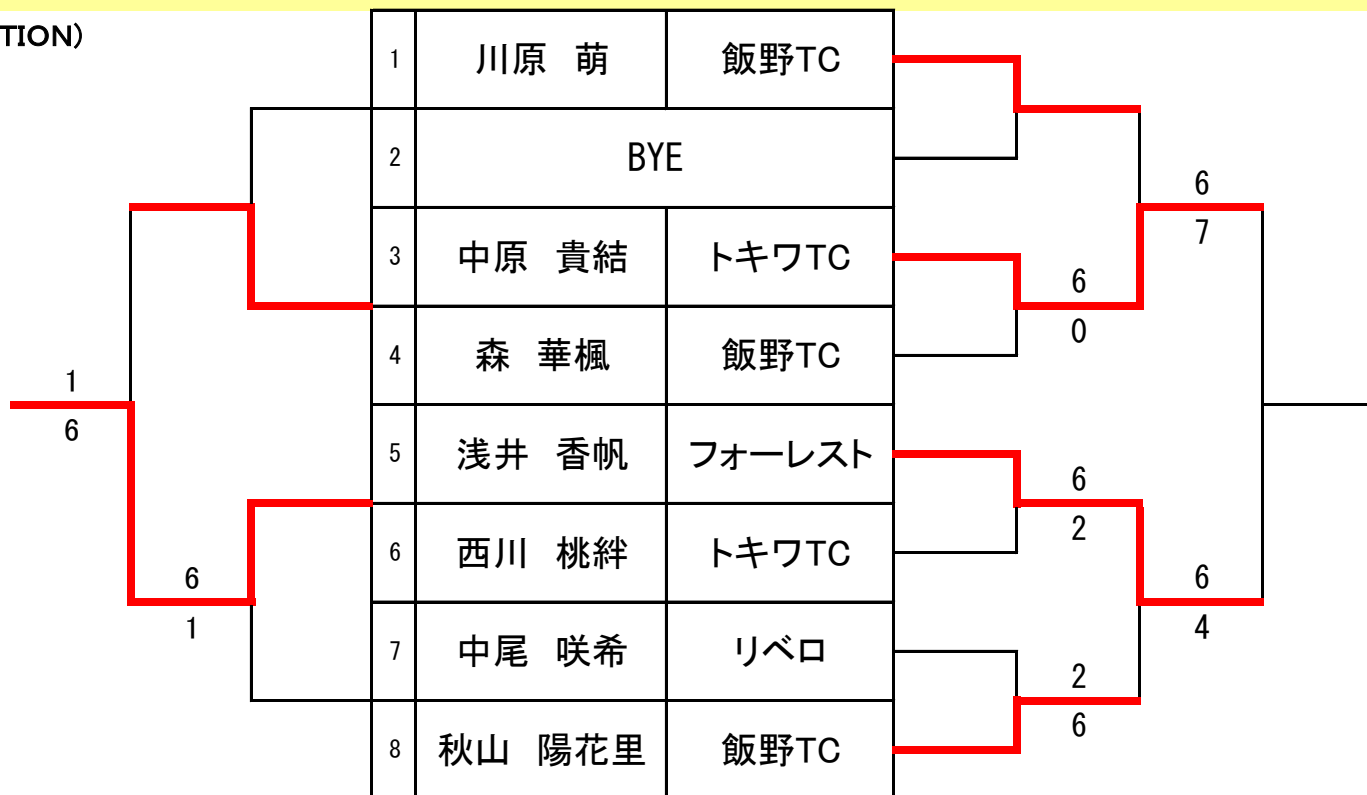 TION)
1 川原 萌 飯野TC
2 BYE
6
7
3 中原 貴結 トキワTC
6
0
4 森 華楓 飯野TC
1
6
5 浅井 香帆 フォーレスト
6
2
6 西川 桃絆 トキワTC
6
1
6
4
7 中尾 咲希 リベロ
2
6
8 秋山 陽花里 飯野TC